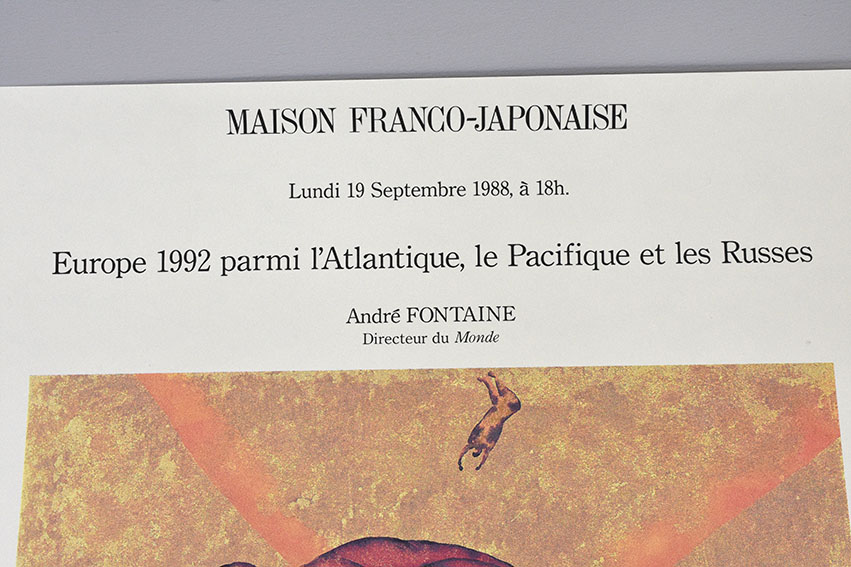 MAISON FRANCO-JAPONAISE
Lundi 19 Septembre 1988, à 18h.
Europe 1992 parmi l'Atlantique, le Pacifique et les Russes
André FONTAINE
Directeur du Monde